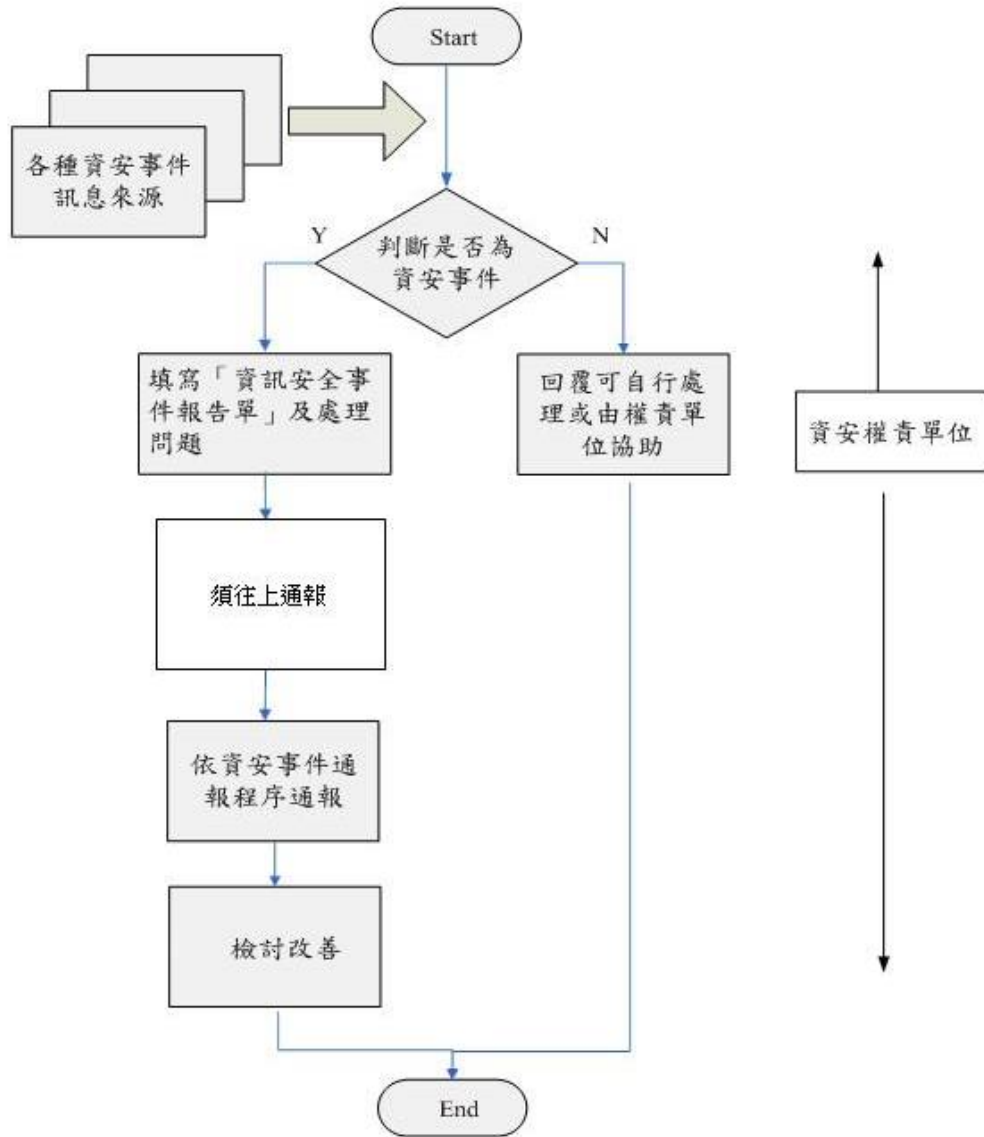 Start
各種資安事件
訊息來源
Y
N
判斷是否為
資安事件
填寫「資訊安全事
件報告單」及處理
問題
回覆可自行處
理或由權責單
位協助
資安權責單位
須往上通報
依資安事件通
報程序通報
檢討改善
End